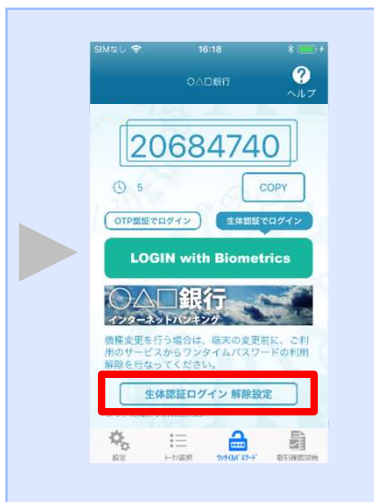 SIMなし 16:18
○△□銀行
?
ヘルプ
20684740
5 COPY
OTP認証でログイン 生体認証でログイン
LOGIN with Biometrics
○△□銀行
インターネットバンキング
機種変更を行う場合は、端末の変更前に、ご利
用のサービスからワンタイムパスワードの利用
解除を行なってください。
生体認証ログイン 解除設定
設定 トークン選択 ワンタイムパスワード 取引確認開始